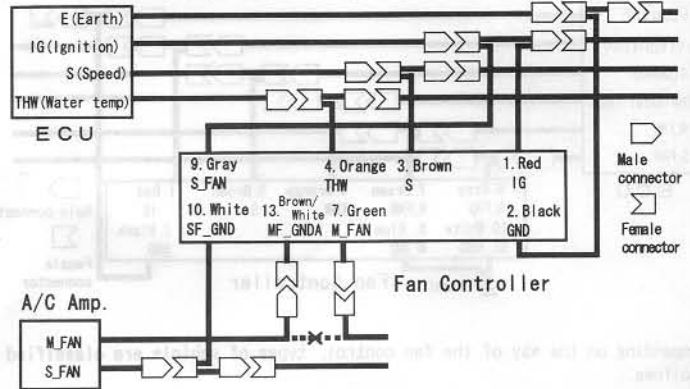 E(Earth)
IG(Ignition)
S(Speed)
THW(Water temp)
ECU
9. Gray
S_FAN
4. Orange
THW
3. Brown
S
1. Red
IG
10. White
SF_GND
13. Brown/White
MF_GNDA
7. Green
M_FAN
2. Black
GND
Male
connector
Female
connector
Fan Controller
A/C Amp.
M_FAN
S_FAN